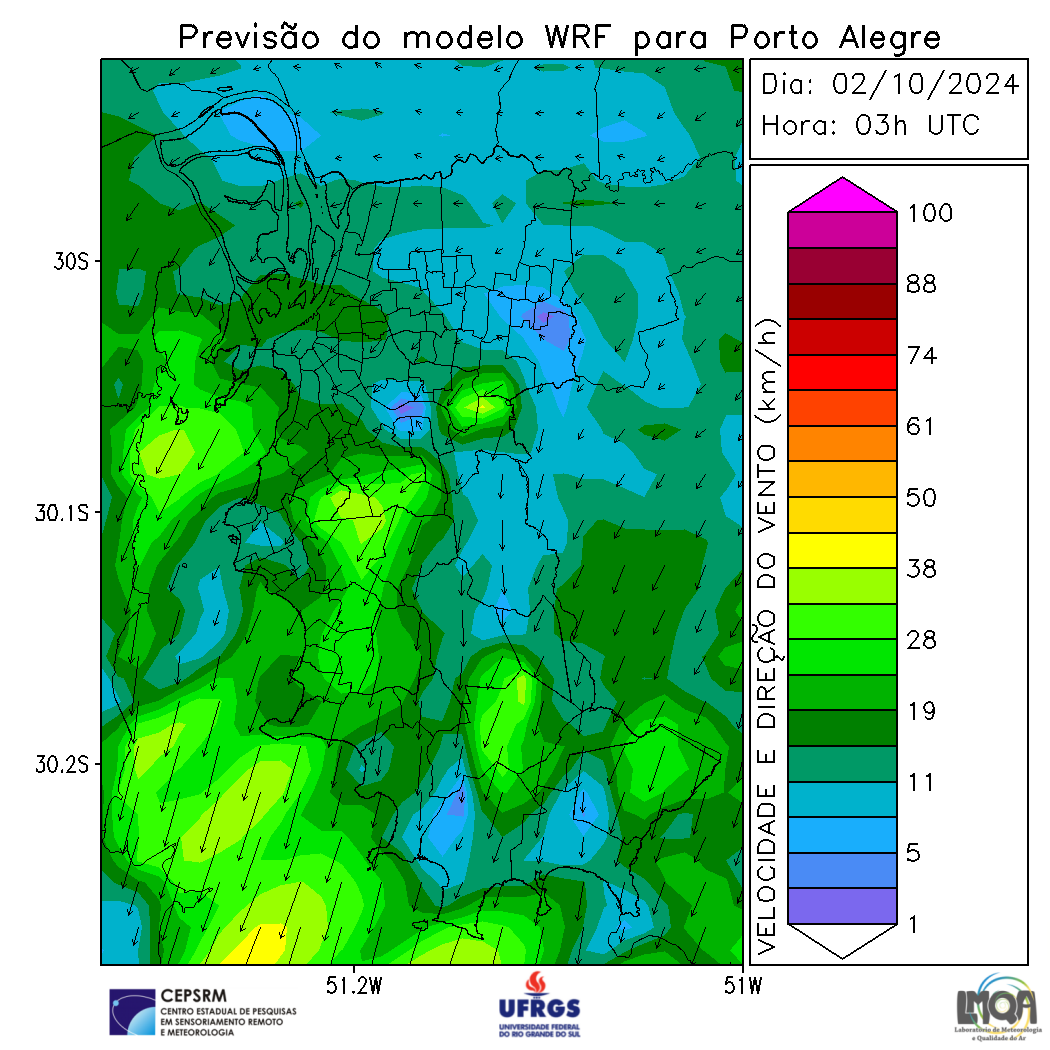 Previsão do modelo WRF para Porto Alegre
Dia: 02/10/2024
Hora: 03h UTC
30S
30.1S
30.2S
51.2W
51W
VELOCIDADE E DIREÇÃO DO VENTO (km/h)
100
88
74
61
50
38
28
19
11
5
1
CEPSRM
CENTRO ESTADUAL DE PESQUISAS
EM SENSORIAMENTO REMOTO
E METEOROLOGIA
UFRGS
UNIVERSIDADE FEDERAL
DO RIO GRANDE DO SUL
LMQA
Laboratório de Meteorologia
e Qualidade do Ar